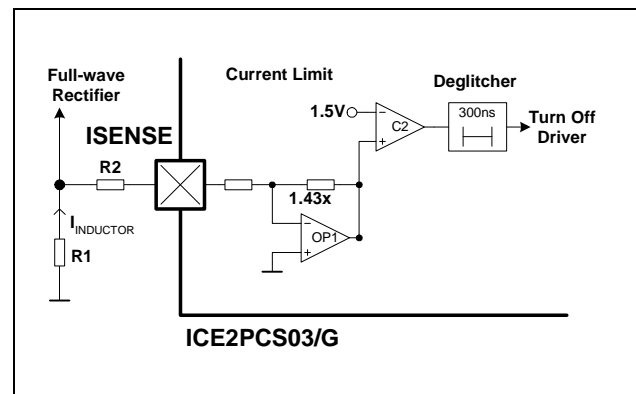 Full-wave
Rectifier
Current Limit
Deglitcher
ISENSE
1.5V
C2
300ns
Turn Off
Driver
R2
1.43x
IINDUCTOR
OP1
R1
ICE2PCS03/G
−
+
−
+